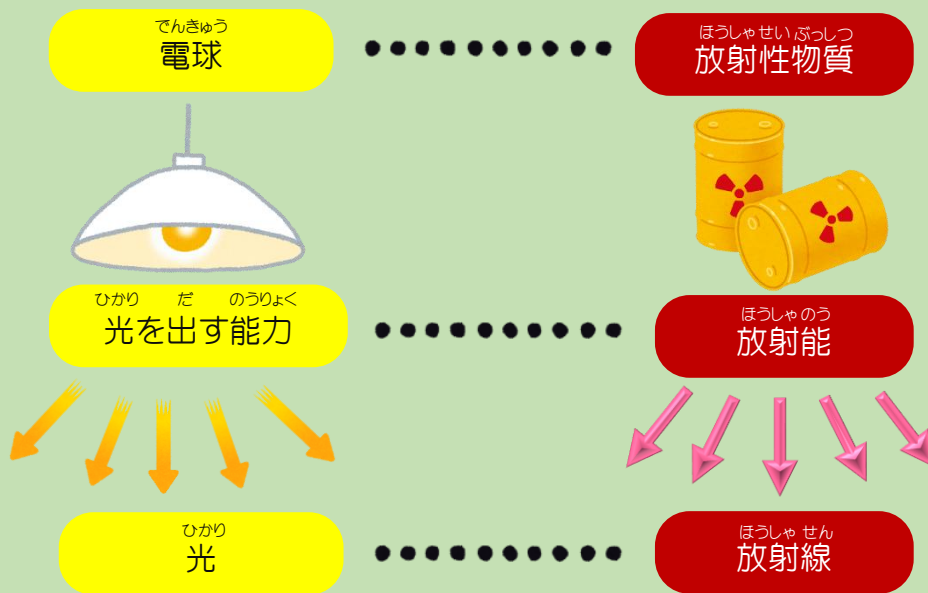 でんきゅう
電球
ほうしゃせいぶっしつ
放射性物質
ひかり だ のうりょく
光を出す能力
ほうしゃのう
放射能
ひかり
光
ほうしゃせん
放射線